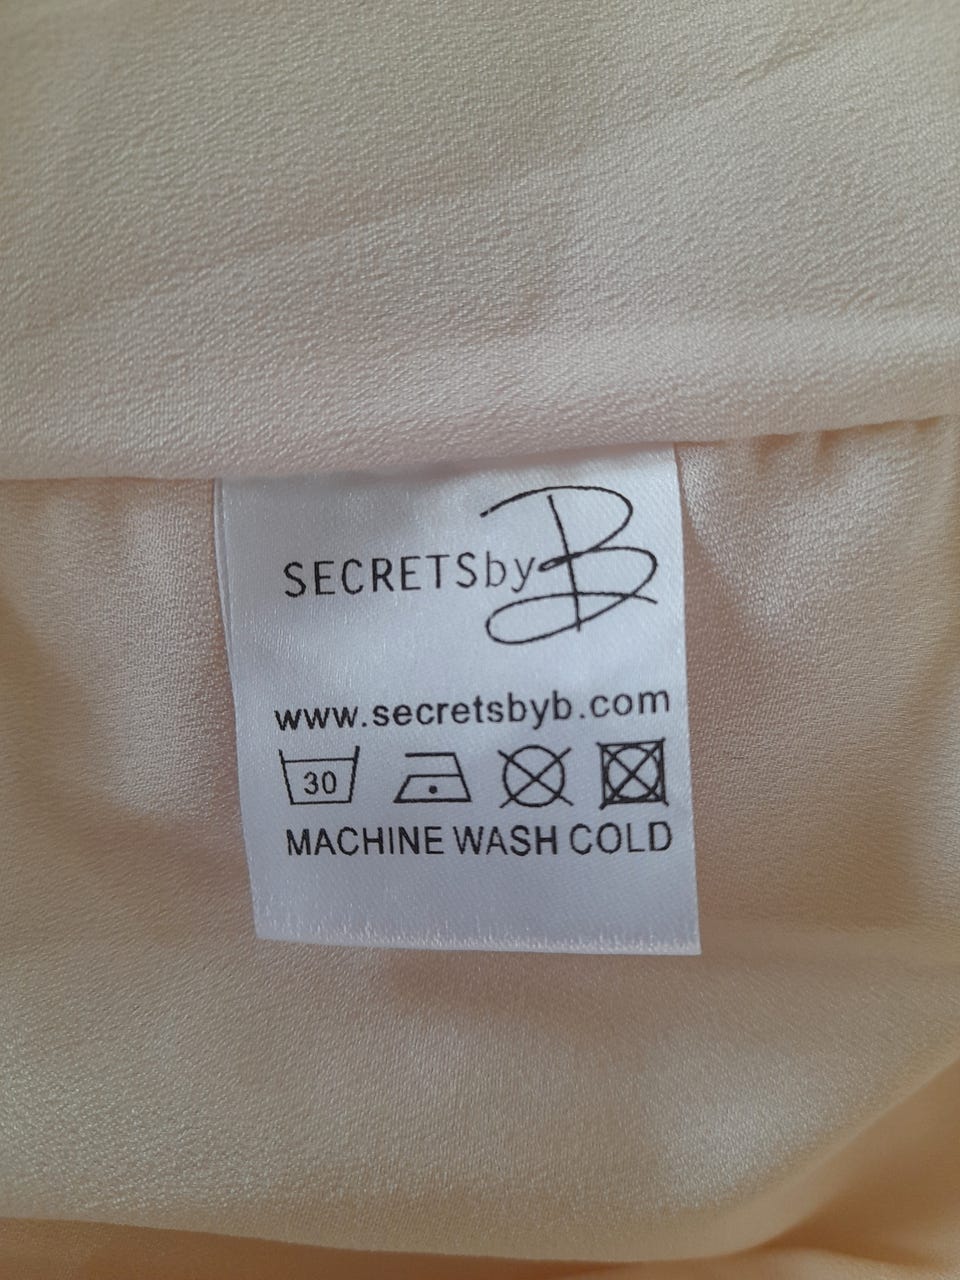 SECRETSbyB
www.secretsbyb.com
30
MACHINE WASH COLD